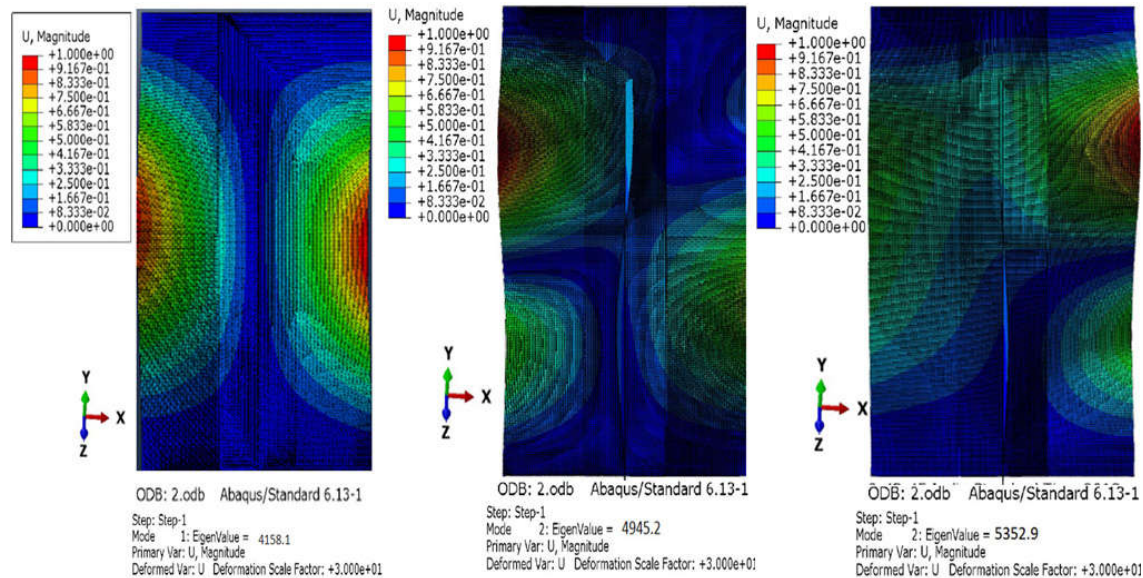 U, Magnitude
+1.000e+00
+9.167e-01
+8.333e-01
+7.500e-01
+6.667e-01
+5.833e-01
+5.000e-01
+4.167e-01
+3.333e-01
+2.500e-01
+1.667e-01
+8.333e-02
+0.000e+00
Y
X
Z
ODB: 2.odb Abaqus/Standard 6.13-1
Step: Step-1
Mode 1: EigenValue = 4158.1
Primary Var: U, Magnitude
Deformed Var: U Deformation Scale Factor: +3.000e+01
U, Magnitude
+1.000e+00
+9.167e-01
+8.333e-01
+7.500e-01
+6.667e-01
+5.833e-01
+5.000e-01
+4.167e-01
+3.333e-01
+2.500e-01
+1.667e-01
+8.333e-02
+0.000e+00
Y
X
Z
ODB: 2.odb Abaqus/Standard 6.13-1
Step: Step-1
Mode 2: EigenValue = 4945.2
Primary Var: U, Magnitude
Deformed Var: U Deformation Scale Factor: +3.000e+01
U, Magnitude
+1.000e+00
+9.167e-01
+8.333e-01
+7.500e-01
+6.667e-01
+5.833e-01
+5.000e-01
+4.167e-01
+3.333e-01
+2.500e-01
+1.667e-01
+8.333e-02
+0.000e+00
Y
X
Z
ODB: 2.odb Abaqus/Standard 6.13-1
Step: Step-1
Mode 2: EigenValue = 5352.9
Primary Var: U, Magnitude
Deformed Var: U Deformation Scale Factor: +3.000e+01